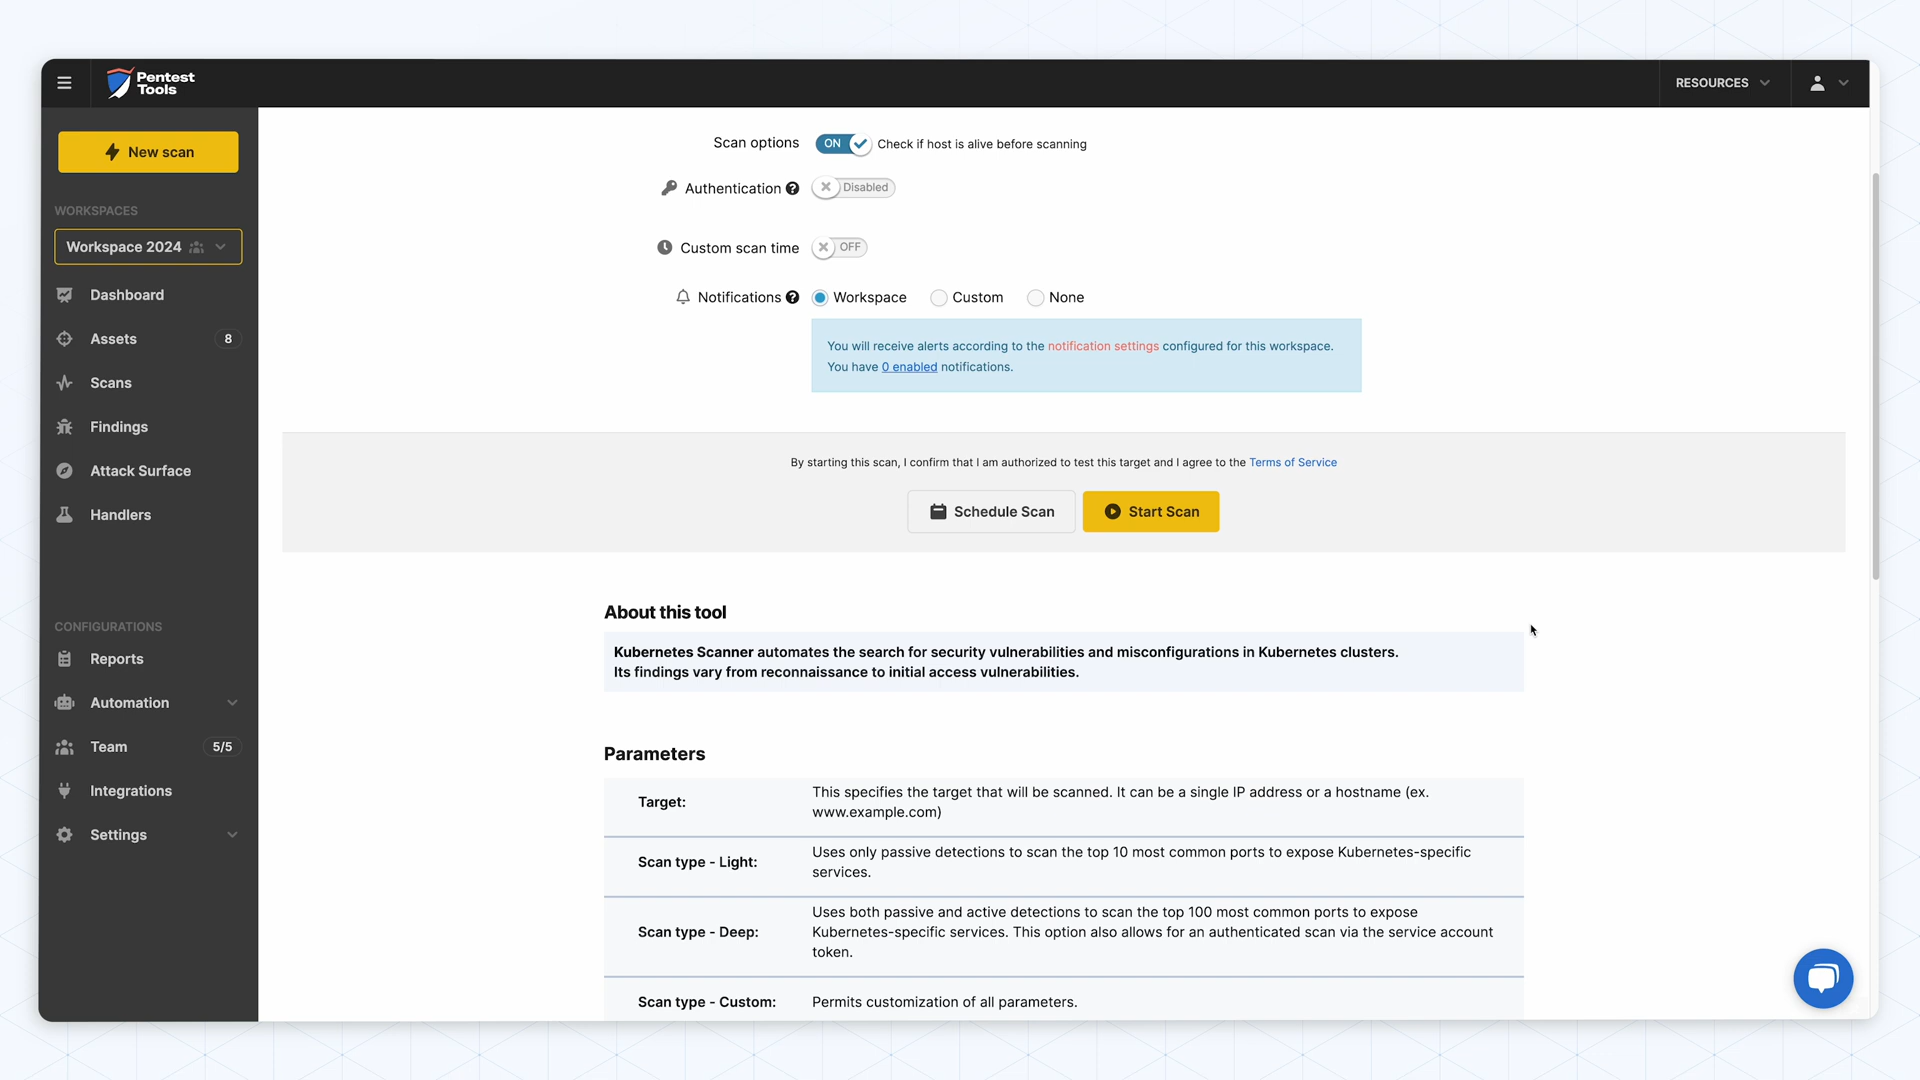 Pentest
Tools
RESOURCES
New scan
WORKSPACES
Workspace 2024
Dashboard
Assets 8
Scans
Findings
Attack Surface
Handlers
CONFIGURATIONS
Reports
Automation
Team 5/5
Integrations
Settings
Scan options ON Check if host is alive before scanning
Authentication ? Disabled
Custom scan time OFF
Notifications ? Workspace Custom None
You will receive alerts according to the notification settings configured for this workspace.
You have 0 enabled notifications.
By starting this scan, I confirm that I am authorized to test this target and I agree to the Terms of Service
Schedule Scan Start Scan
About this tool
Kubernetes Scanner automates the search for security vulnerabilities and misconfigurations in Kubernetes clusters.
Its findings vary from reconnaissance to initial access vulnerabilities.
Parameters
Target: This specifies the target that will be scanned. It can be a single IP address or a hostname (ex.
www.example.com)
Scan type - Light: Uses only passive detections to scan the top 10 most common ports to expose Kubernetes-specific
services.
Scan type - Deep: Uses both passive and active detections to scan the top 100 most common ports to expose
Kubernetes-specific services. This option also allows for an authenticated scan via the service account
token.
Scan type - Custom: Permits customization of all parameters.